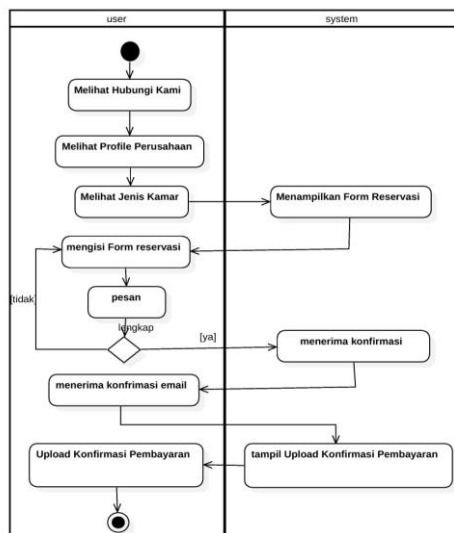 user
system
Melihat Hubungi Kami
Melihat Profile Perusahaan
Melihat Jenis Kamar
Menampilkan Form Reservasi
mengisi Form reservasi
[tidak]
pesan
lengkap
[ya]
menerima konfirmasi
menerima konfrimasi email
Upload Konfirmasi Pembayaran
tampil Upload Konfirmasi Pembayaran